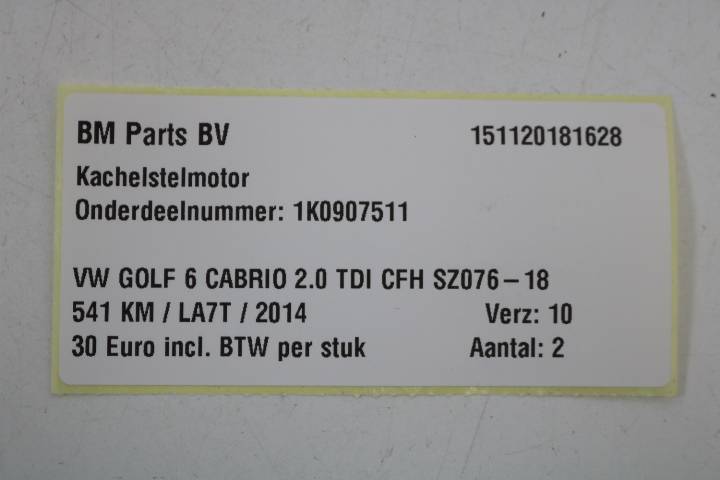 BM Parts BV 151120181628
Kachelstelmotor
Onderdeelnummer: 1K0907511
VW GOLF 6 CABRIO 2.0 TDI CFH SZ076–18
541 KM / LA7T / 2014 Verz: 10
30 Euro incl. BTW per stuk Aantal: 2